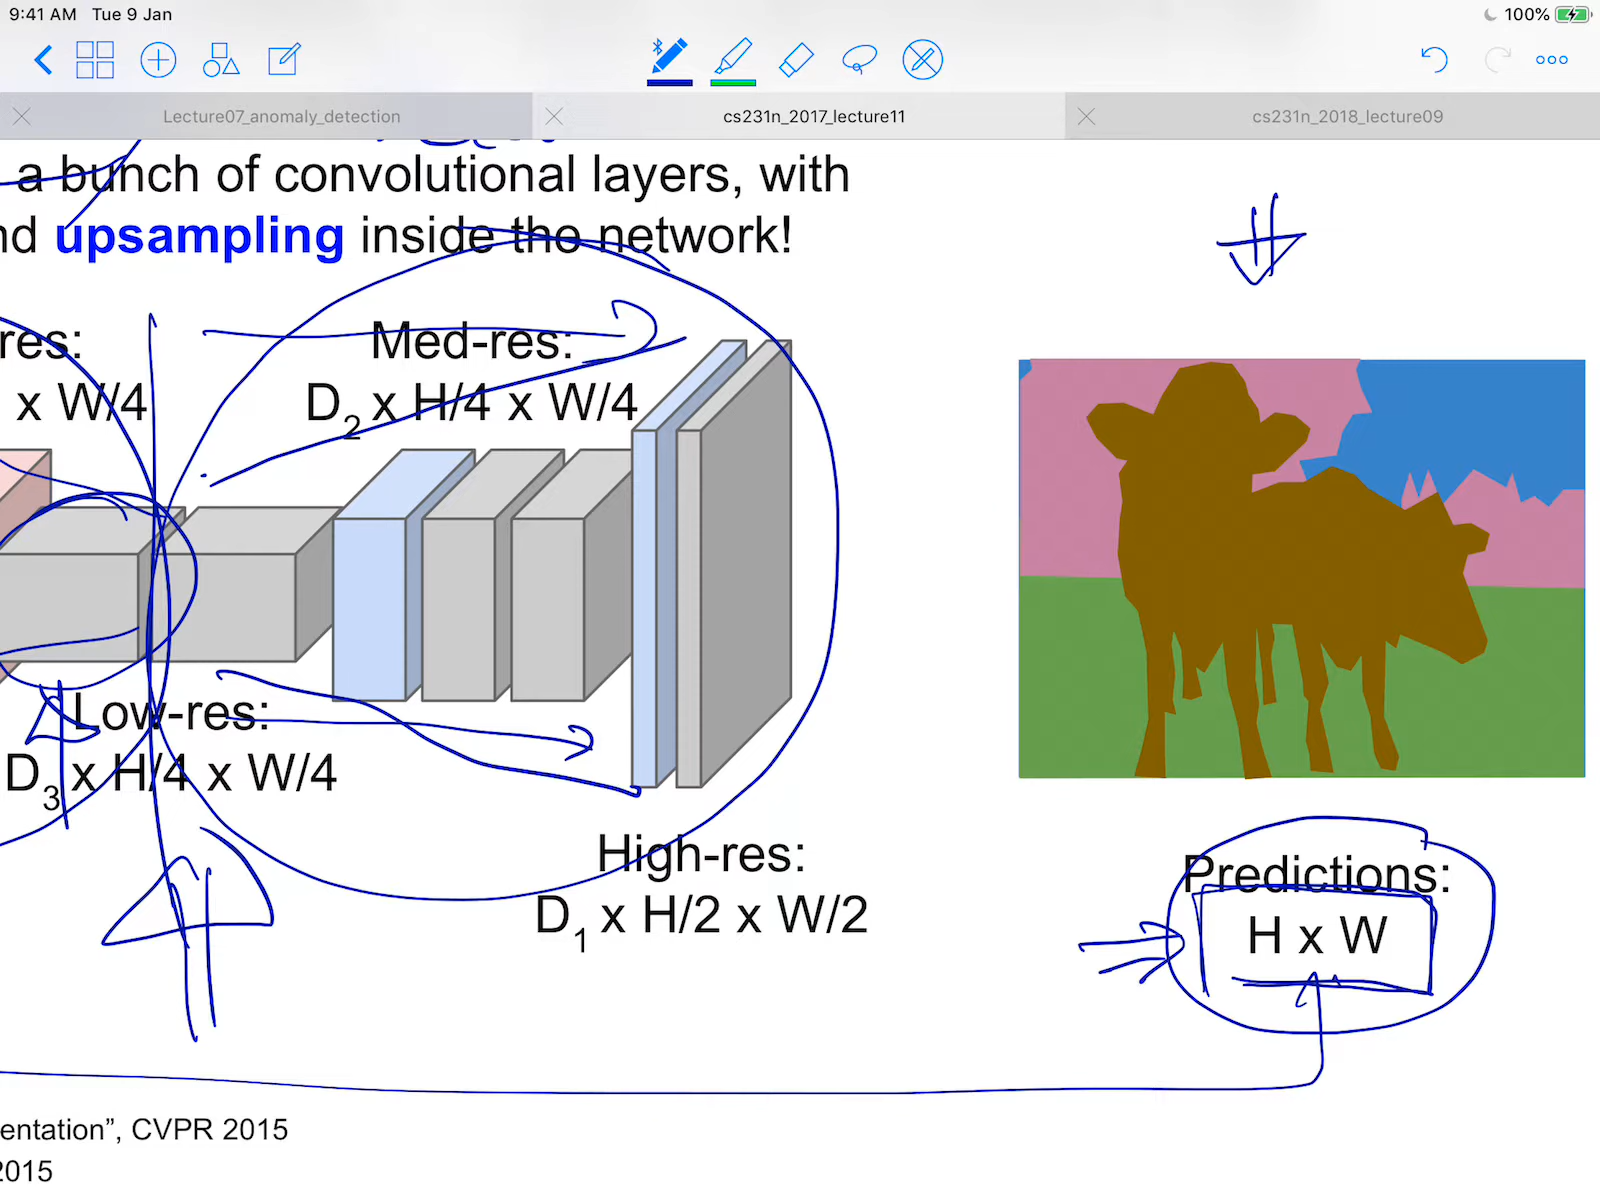 9:41 AM Tue 9 Jan
100%
Lecture07_anomaly_detection
cs231n_2017_lecture11
cs231n_2018_lecture09
a bunch of convolutional layers, with
nd upsampling inside the network!
res:
x W/4
Med-res:
D2 x H/4 x W/4
Low-res:
D3 x H/4 x W/4
High-res:
D1 x H/2 x W/2
Predictions:
H x W
entation”, CVPR 2015
2015